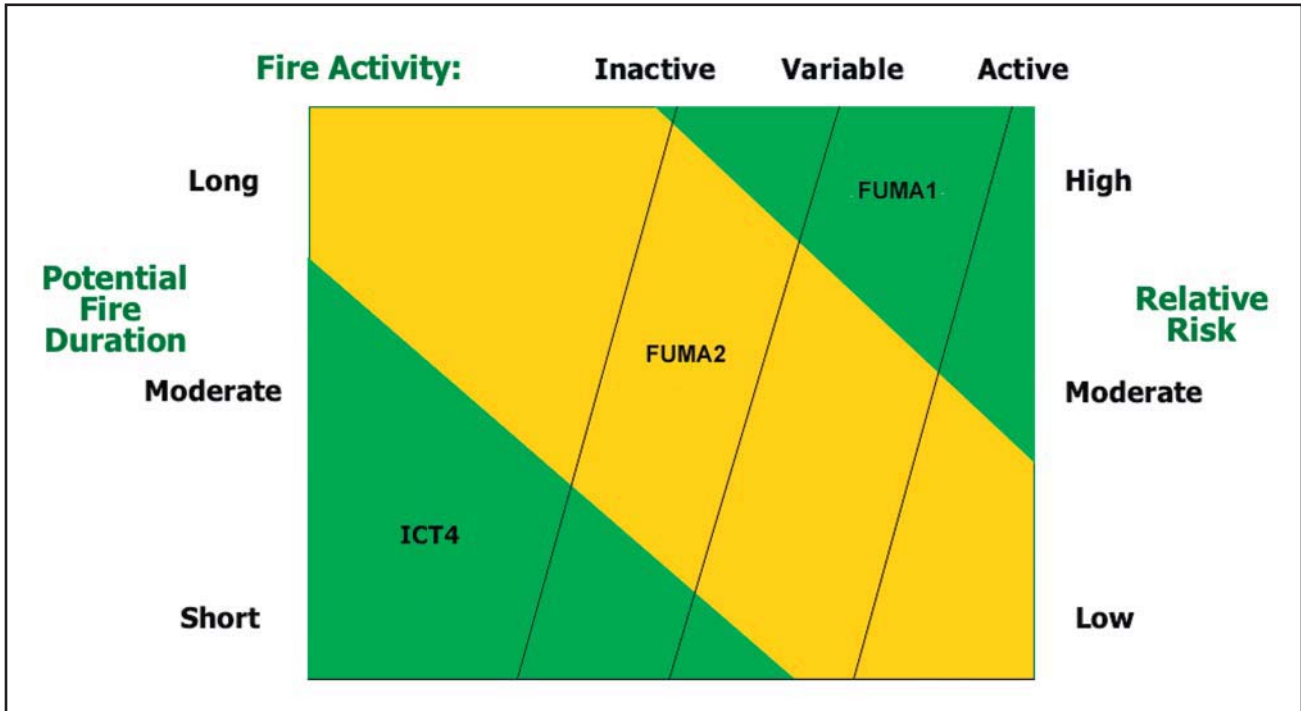 Fire Activity: Inactive Variable Active
Long
FUMA1
High
Potential
Fire
Duration
Relative
Risk
FUMA2
Moderate
Moderate
ICT4
Short
Low